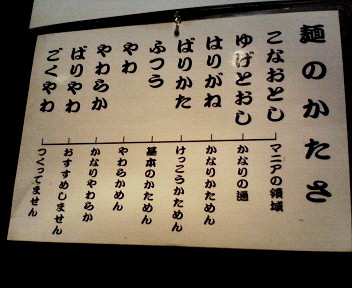 麺のかたさ
こなおとし
マニアの領域
ゆげとおし
かなりの通
はりがね
かなりかためん
ばりかた
けっこうかためん
ふつう
基本のかためん
やわ
やわらかめん
やわらか
かなりやわらか
ばりやわ
おすすめしません
ごくやわ
つくってません